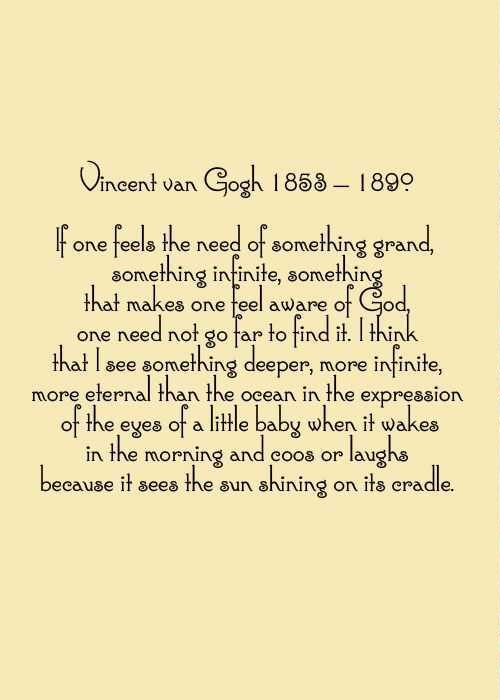 Vincent van Gogh 1853 – 189?
If one feels the need of something grand,
something infinite, something
that makes one feel aware of God,
one need not go far to find it. I think
that I see something deeper, more infinite,
more eternal than the ocean in the expression
of the eyes of a little baby when it wakes
in the morning and coos or laughs
because it sees the sun shining on its cradle.